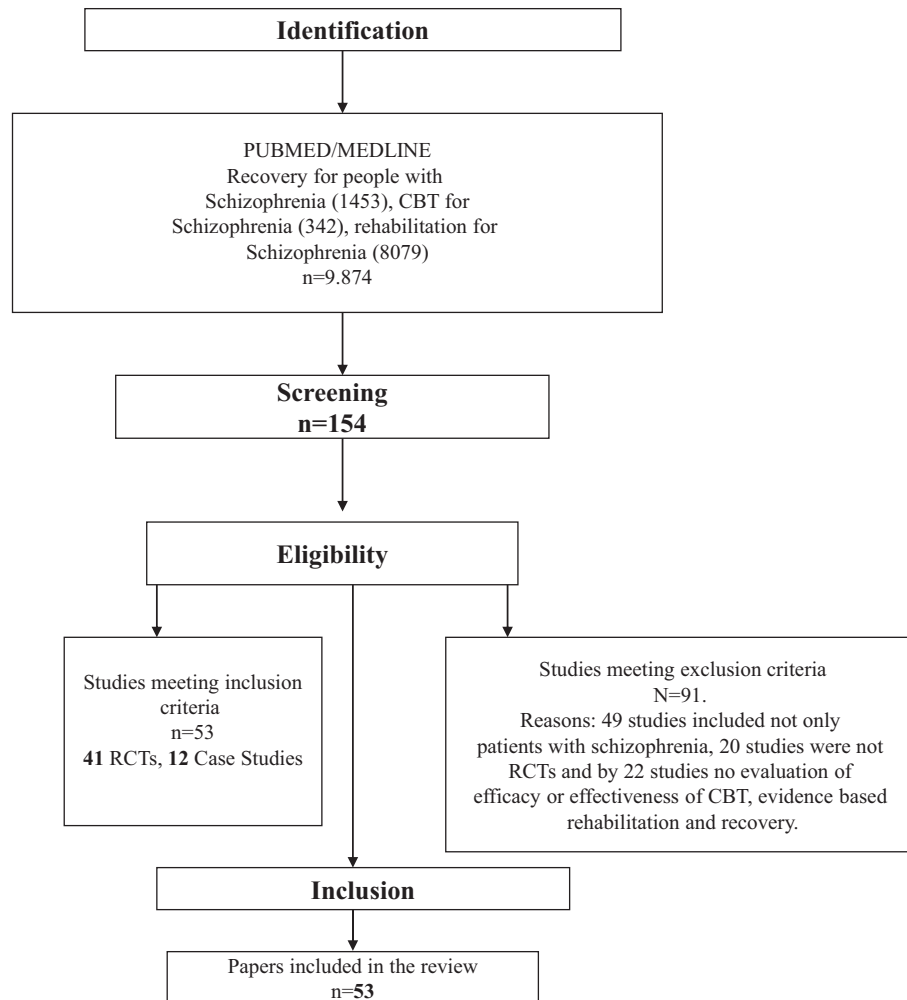 Identification
PUBMED/MEDLINE
Recovery for people with
Schizophrenia (1453), CBT for
Schizophrenia (342), rehabilitation for
Schizophrenia (8079)
n=9.874
Screening
n=154
Eligibility
Studies meeting inclusion
criteria
n=53
41 RCTs, 12 Case Studies
Studies meeting exclusion criteria
N=91.
Reasons: 49 studies included not only
patients with schizophrenia, 20 studies were not
RCTs and by 22 studies no evaluation of
efficacy or effectiveness of CBT, evidence based
rehabilitation and recovery.
Inclusion
Papers included in the review
n=53